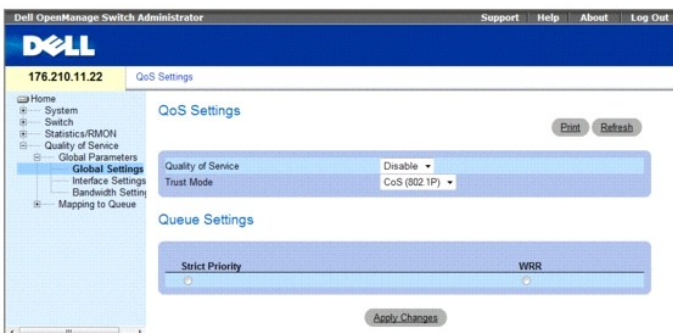 Dell OpenManage Switch Administrator
Support Help About Log Out
DELL
176.210.11.22
QoS Settings
Home
System
Switch
Statistics/RMON
Quality of Service
Global Parameters
Global Settings
Interface Settings
Bandwidth Setting
Mapping to Queue
QoS Settings
Print Refresh
Quality of Service Disable
Trust Mode CoS (802.1P)
Queue Settings
Strict Priority WRR
Apply Changes